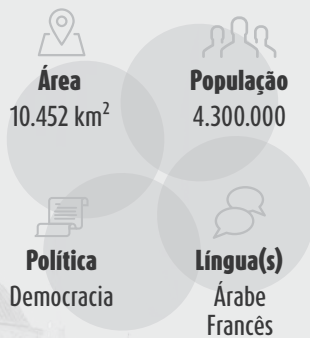 Área
10.452 km²
População
4.300.000
Política
Democracia
Língua(s)
Árabe
Francês